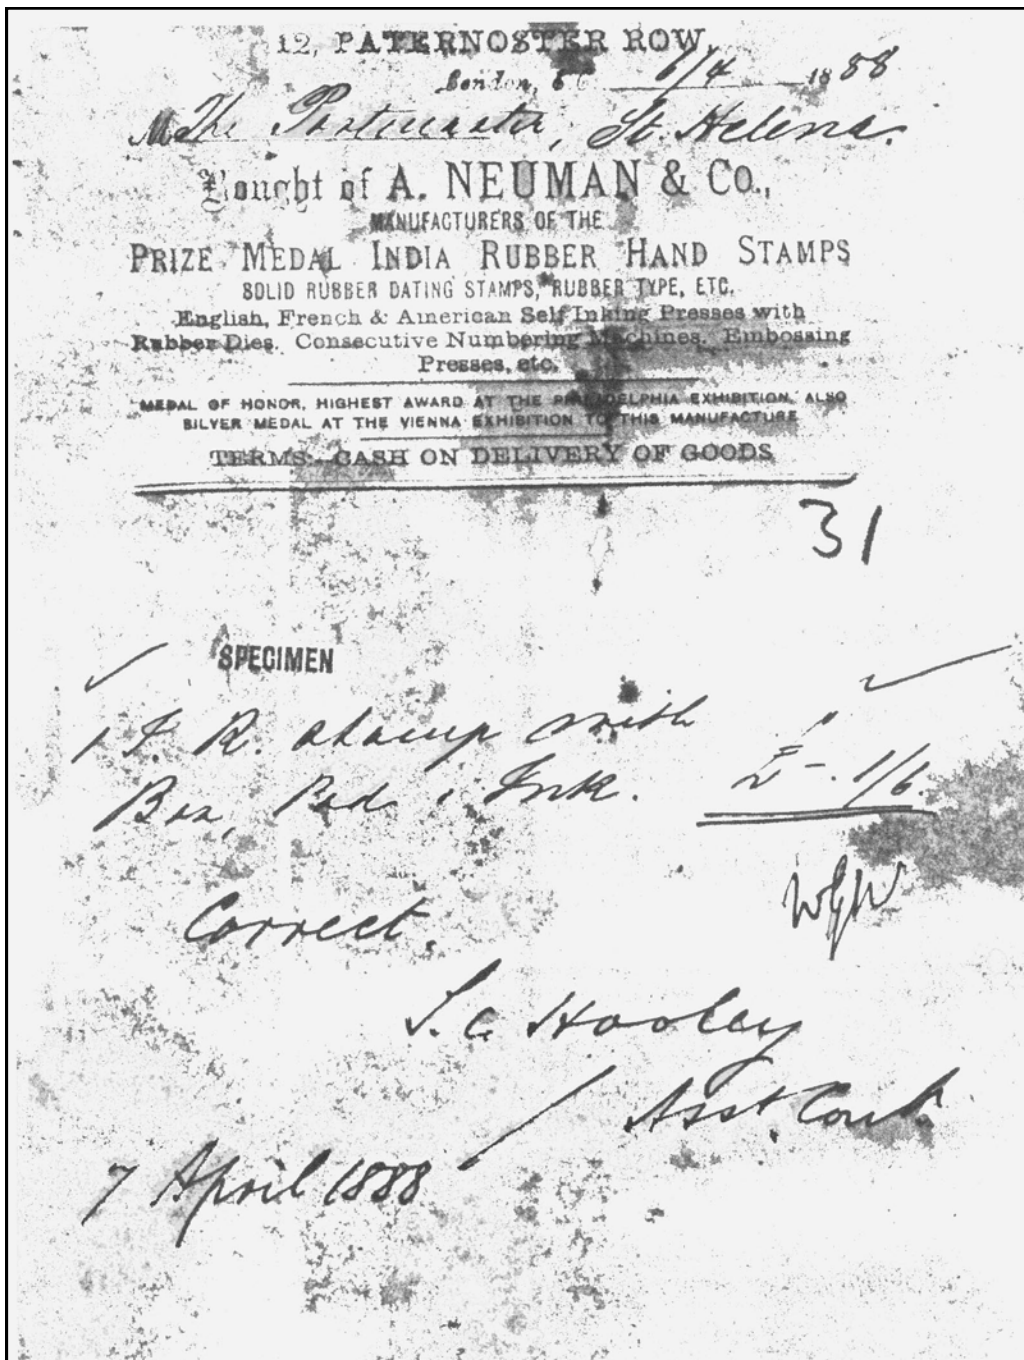 12, PATERNOSTER ROW,
London, E C 6/4 1888
M The Postmaster, St. Helena.
Bought of A. NEUMAN & Co.,
MANUFACTURERS OF THE
PRIZE MEDAL INDIA RUBBER HAND STAMPS
SOLID RUBBER DATING STAMPS, RUBBER TYPE, ETC.
English, French & American Self Inking Presses with
Rubber Dies, Consecutive Numbering Machines, Embossing
Presses, etc.
MEDAL OF HONOR, HIGHEST AWARD AT THE PHILADELPHIA EXHIBITION, ALSO
SILVER MEDAL AT THE VIENNA EXHIBITION TO THIS MANUFACTURE
TERMS:—CASH ON DELIVERY OF GOODS
31
SPECIMEN
1 I. R. stamp with
Box, Pad & Ink. £ -. 1/6.
Correct.
S. C. Hooley
Asst.
7 April 1888